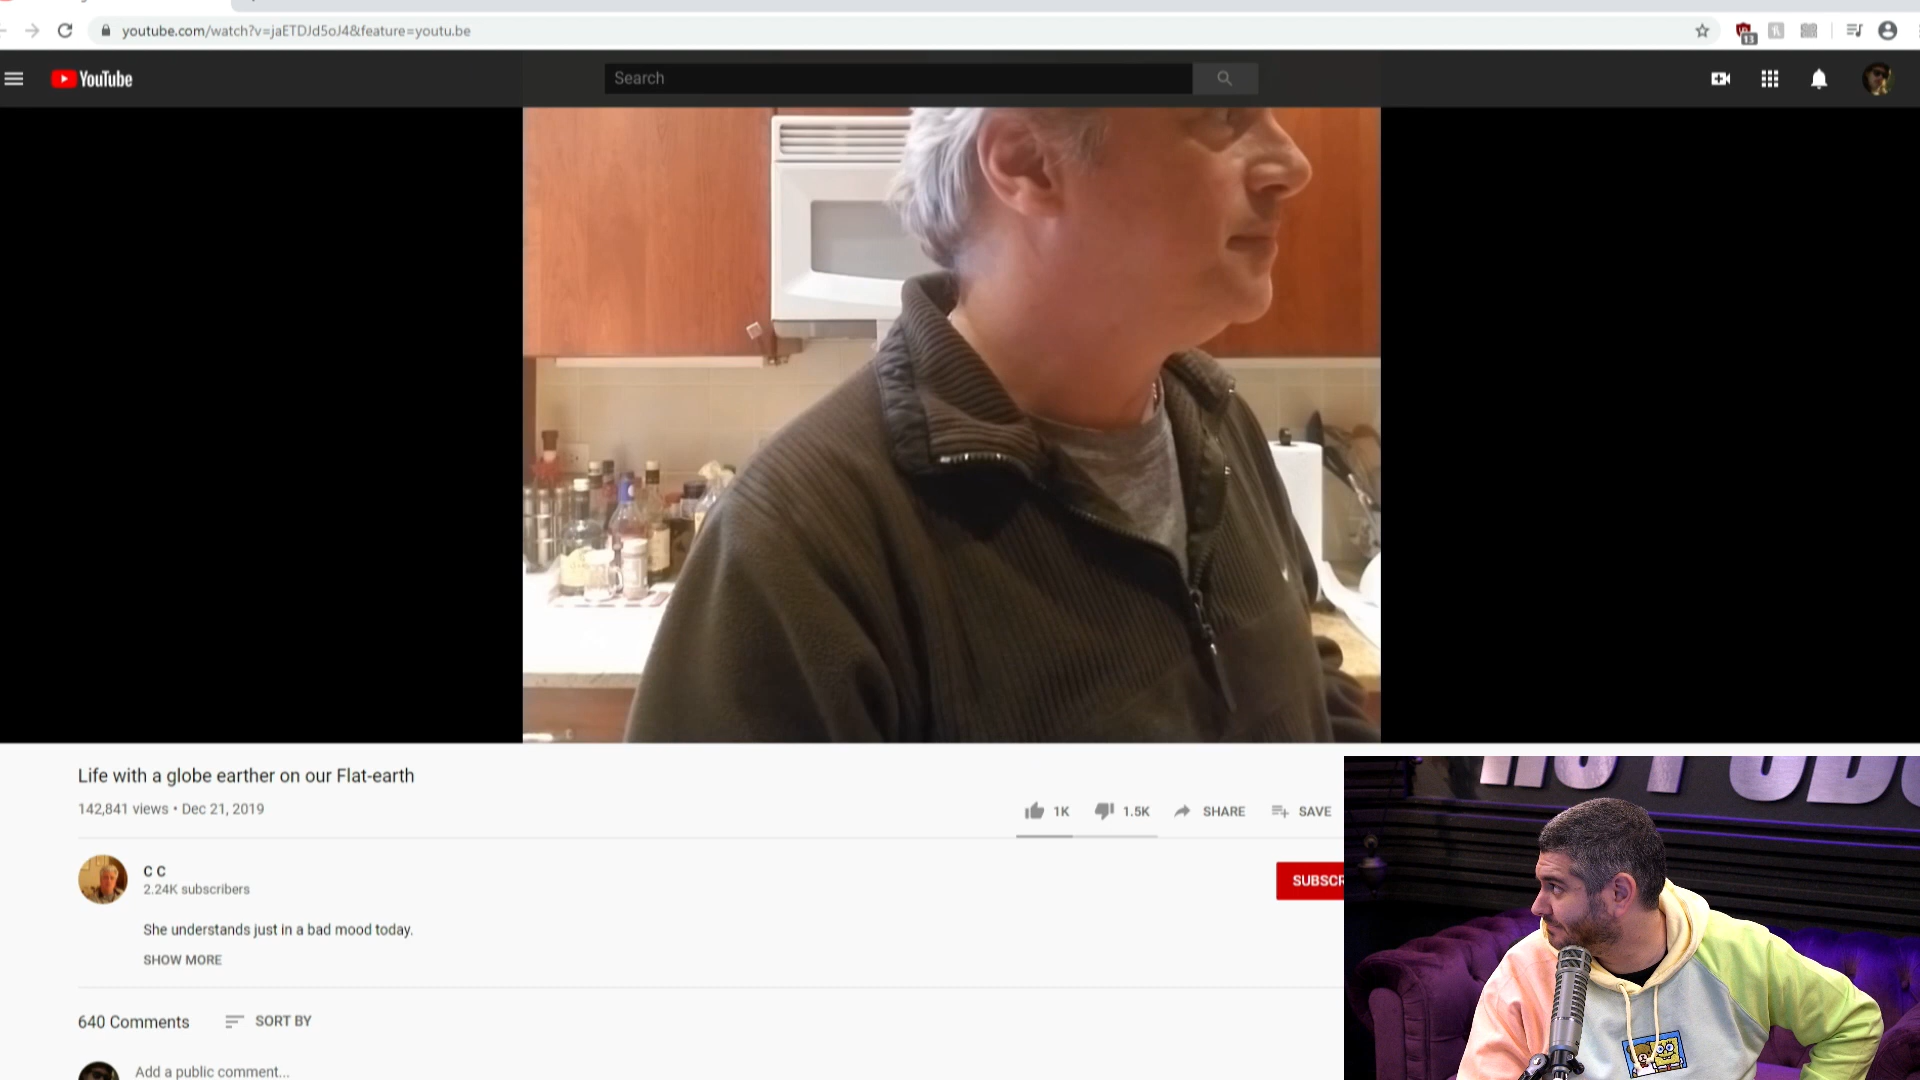 youtube.com/watch?v=jaETDJd5oJ4&feature=youtu.be
13
YouTube
Search
Life with a globe earther on our Flat-earth
142,841 views • Dec 21, 2019
1K
1.5K
SHARE
SAVE
C C
2.24K subscribers
SUBSCR
She understands just in a bad mood today.
SHOW MORE
640 Comments
SORT BY
Add a public comment...